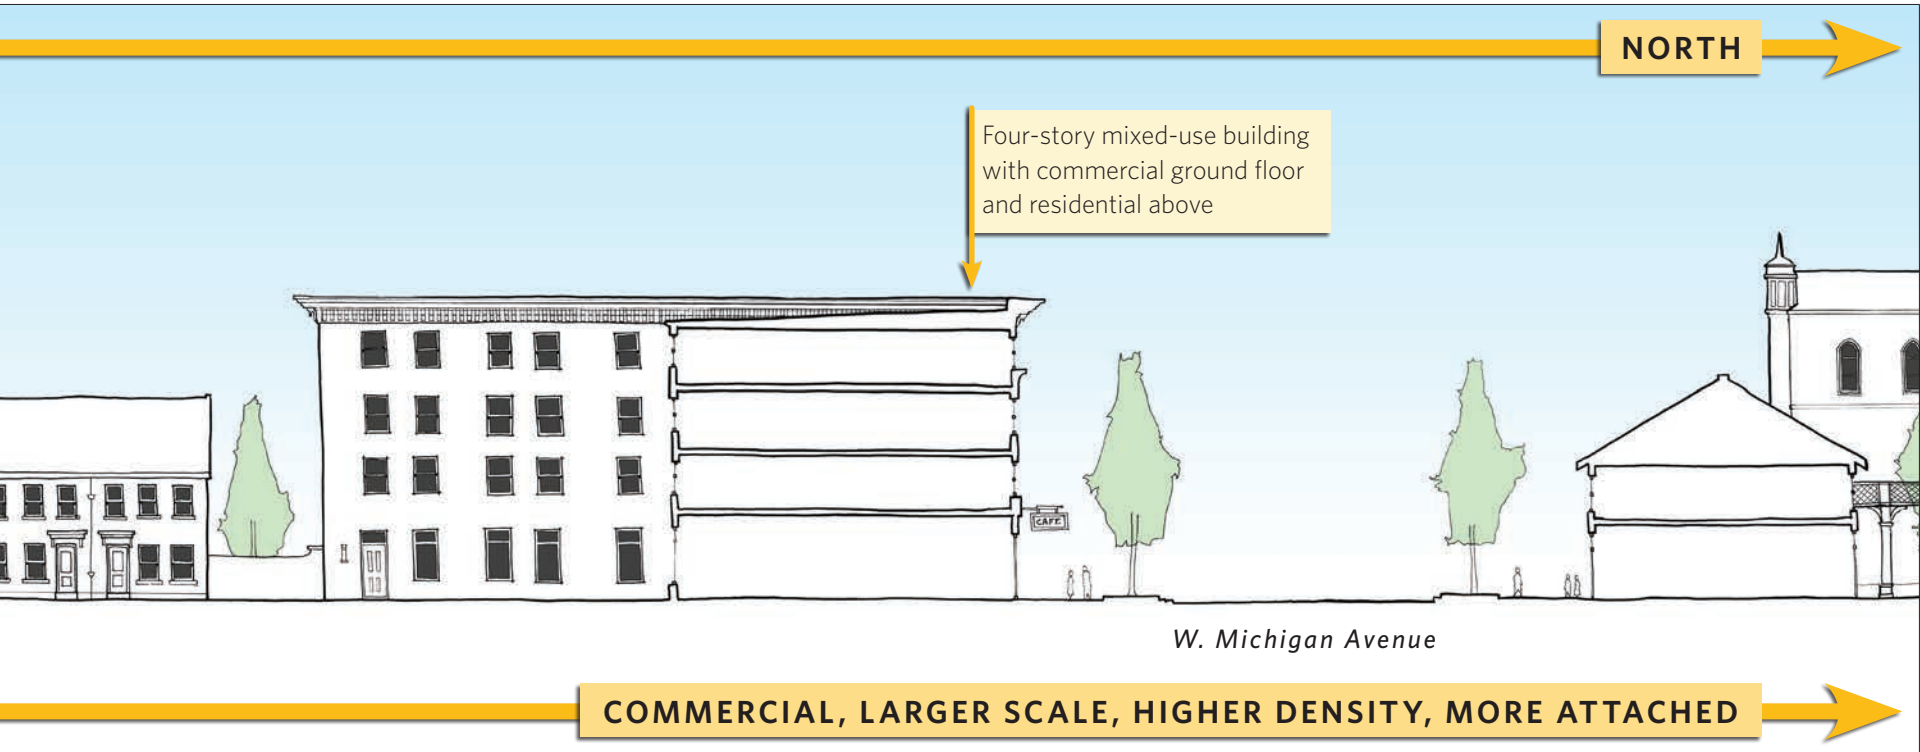 NORTH
Four-story mixed-use building
with commercial ground floor
and residential above
CAFE
W. Michigan Avenue
COMMERCIAL, LARGER SCALE, HIGHER DENSITY, MORE ATTACHED